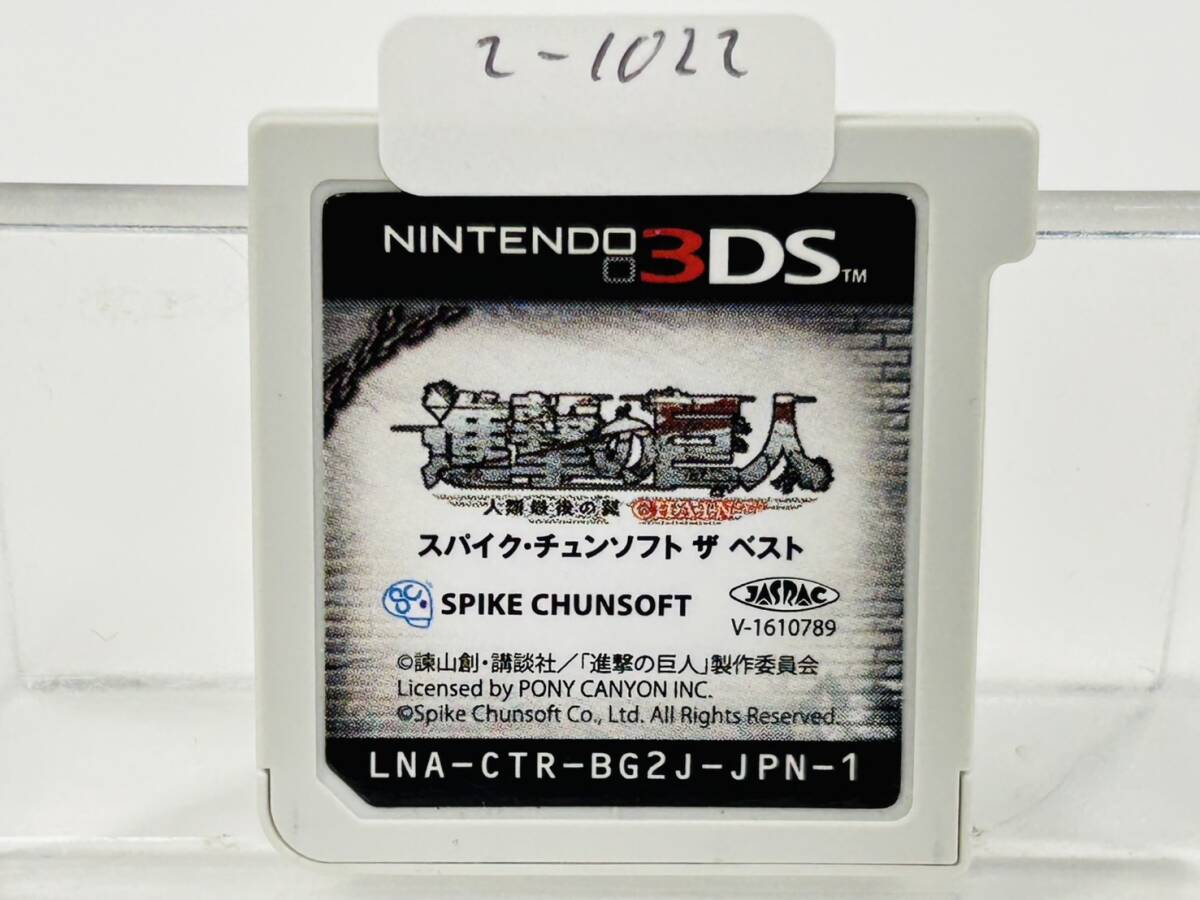 2-1022
NINTENDO 3DS™
進撃の巨人
人類最後の翼 CHAIN
スパイク・チュンソフト ザ ベスト
SPIKE CHUNSOFT
JASRAC
V-1610789
©諫山創・講談社/「進撃の巨人」製作委員会
Licensed by PONY CANYON INC.
©Spike Chunsoft Co., Ltd. All Rights Reserved.
LNA-CTR-BG2J-JPN-1